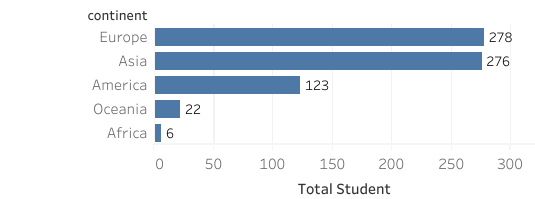 continent
Europe 278
Asia 276
America 123
Oceania 22
Africa 6
0 50 100 150 200 250 300
Total Student